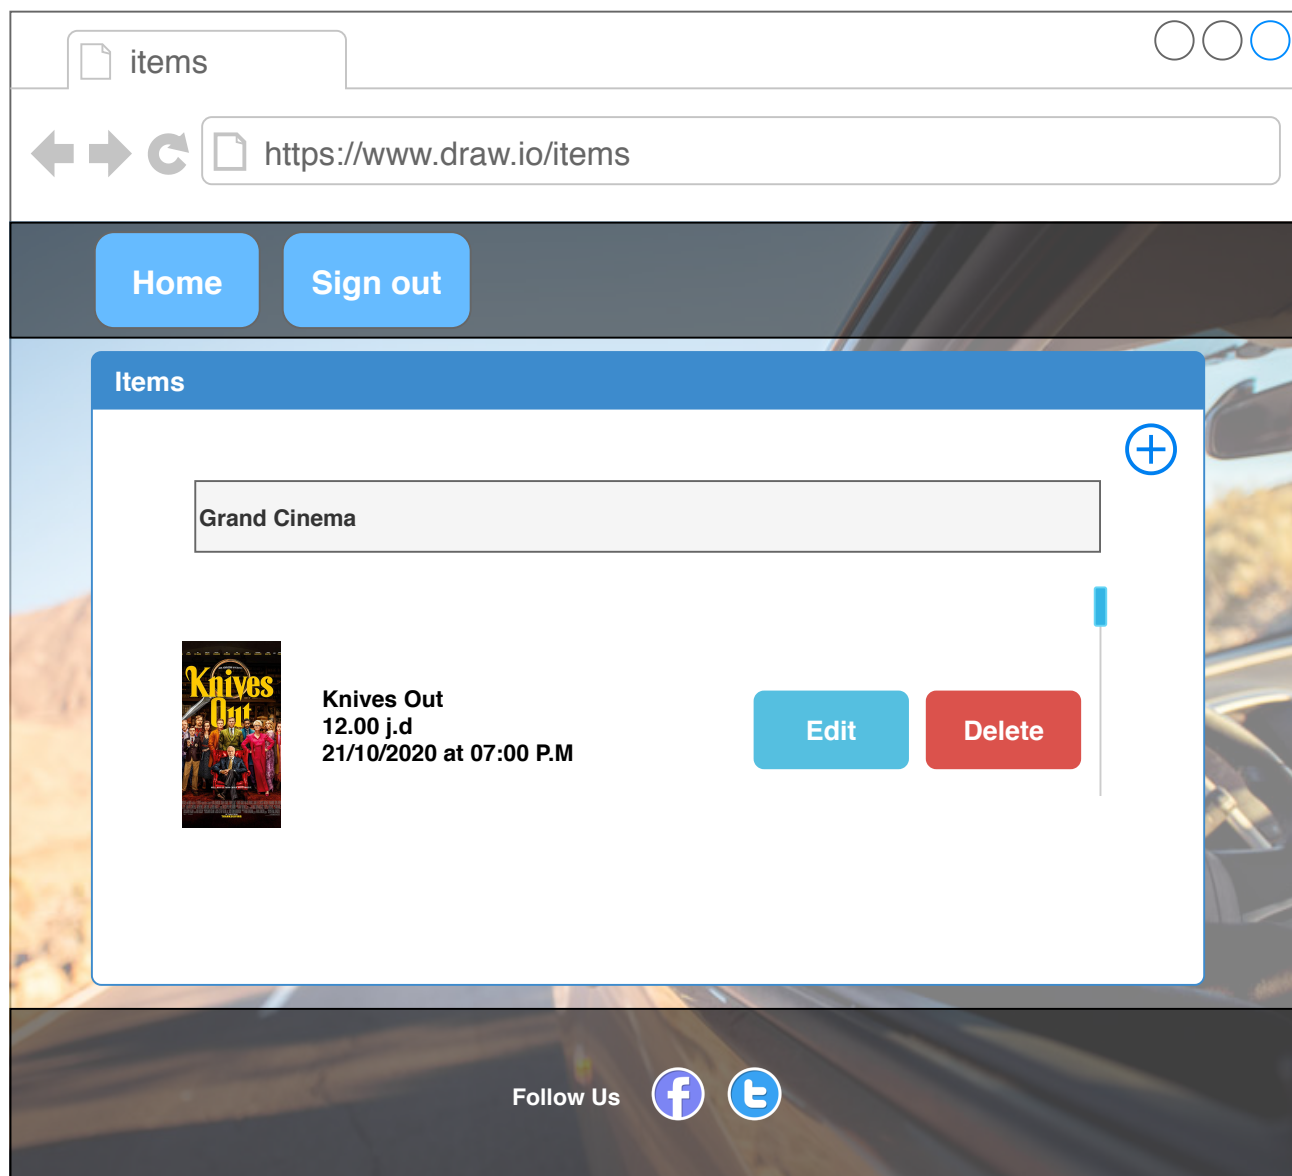 items
https://www.draw.io/items
Home
Sign out
Items
Grand Cinema
Knives
Out
Knives Out
12.00 j.d
21/10/2020 at 07:00 P.M
Edit
Delete
Follow Us